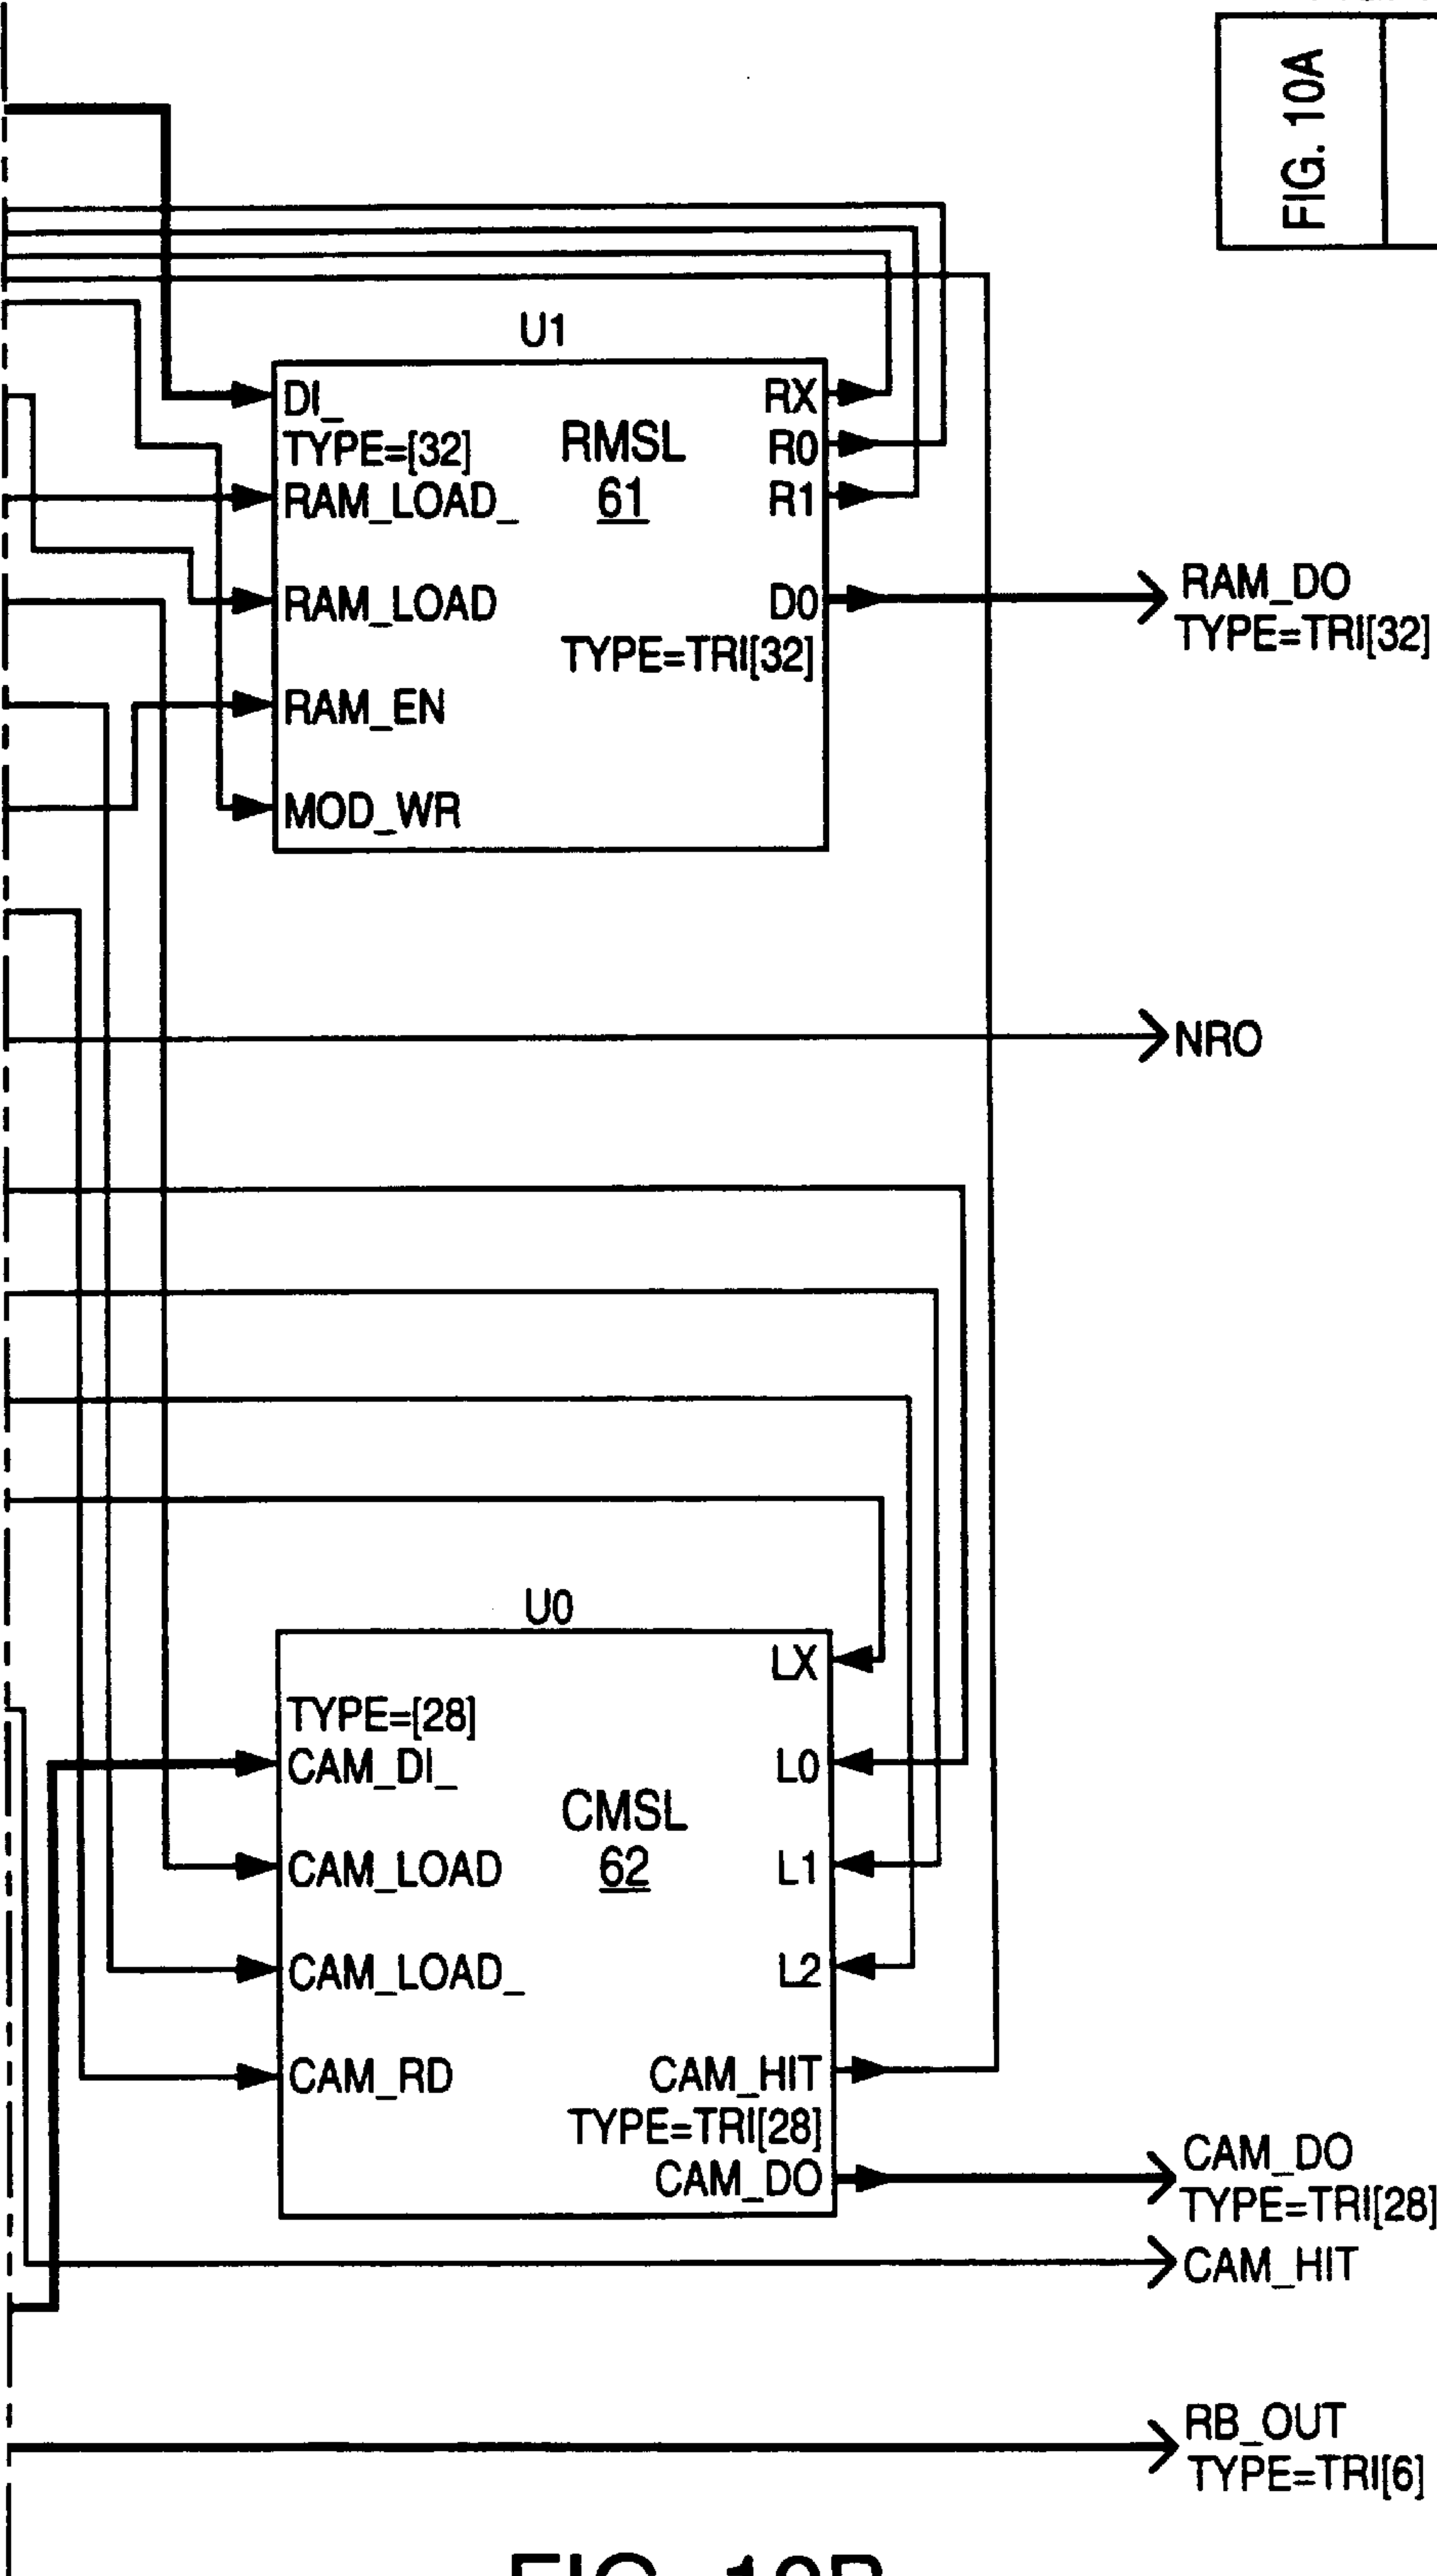 FIG. 10A
U1
DI_
TYPE=[32]
RAM_LOAD_
RAM_LOAD
RAM_EN
MOD_WR
RMSL
61
RX
R0
R1
D0
TYPE=TRI[32]
RAM_DO
TYPE=TRI[32]
NRO
U0
TYPE=[28]
CAM_DI_
CAM_LOAD
CAM_LOAD_
CAM_RD
CMSL
62
LX
L0
L1
L2
CAM_HIT
TYPE=TRI[28]
CAM_DO
CAM_DO
TYPE=TRI[28]
CAM_HIT
RB_OUT
TYPE=TRI[6]